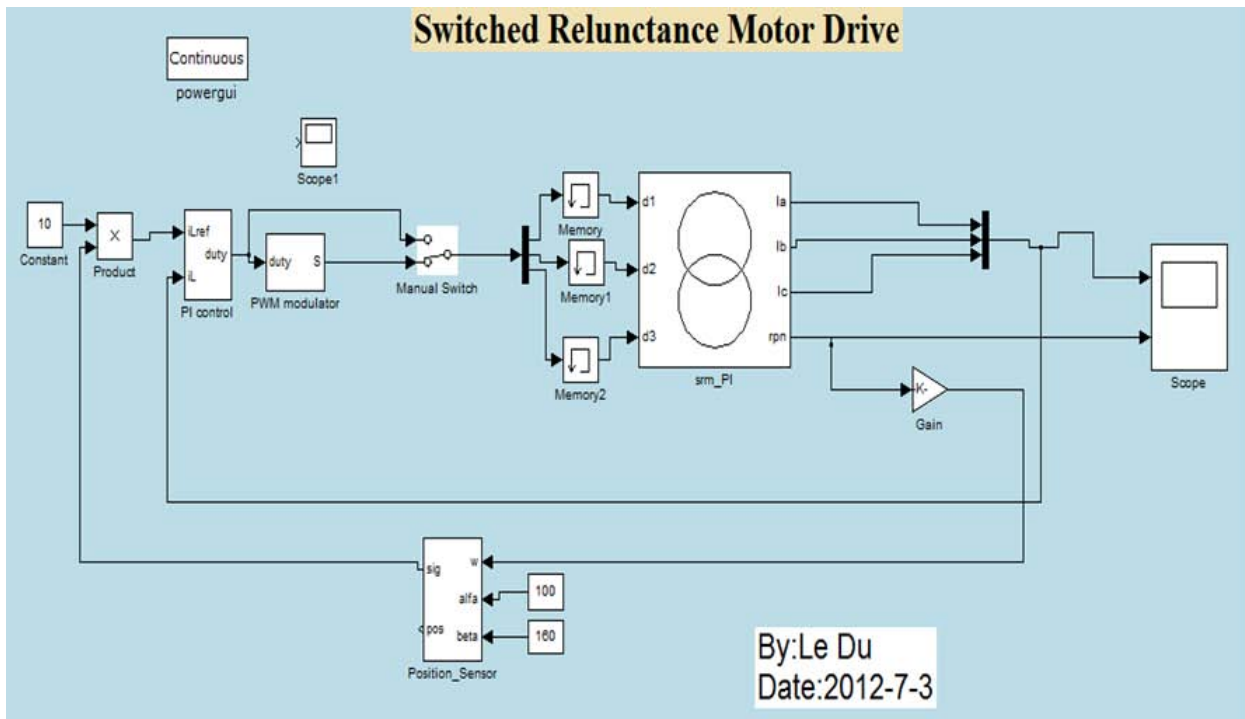 Switched Relunctance Motor Drive
Continuous
powergui
Scope1
10
Constant
X
Product
iLref
iL
duty
PI control
duty
S
PWM modulator
Manual Switch
Memory
Memory1
Memory2
d1
d2
d3
Ia
Ib
Ic
rpn
srm_PI
Scope
K-
Gain
sig
pos
w
alfa
beta
Position_Sensor
100
160
By:Le Du
Date:2012-7-3